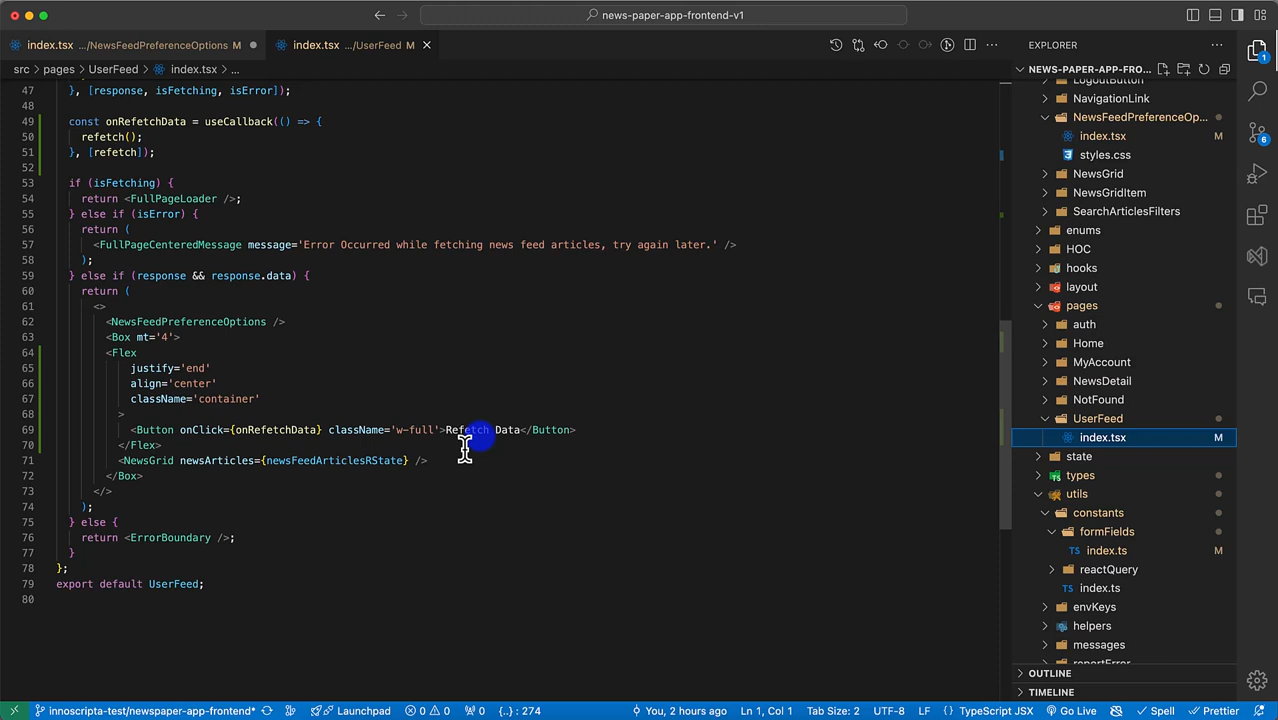 news-paper-app-frontend-v1
index.tsx .../NewsFeedPreferenceOptions M
index.tsx .../UserFeed M
EXPLORER
src > pages > UserFeed > index.tsx > ...
NEWS-PAPER-APP-FRO...
47 }, [response, isFetching, isError]);
48
49 const onRefetchData = useCallback(() => {
50 refetch();
51 }, [refetch]);
52
53 if (isFetching) {
54 return <FullPageLoader />;
55 } else if (isError) {
56 return (
57 <FullPageCenteredMessage message='Error Occurred while fetching news feed articles, try again later.' />
58 );
59 } else if (response && response.data) {
60 return (
61 <>
62 <NewsFeedPreferenceOptions />
63 <Box mt='4'>
64 <Flex
65 justify='end'
66 align='center'
67 className='container'
68 >
69 <Button onClick={onRefetchData} className='w-full'>Refetch Data</Button>
70 </Flex>
71 <NewsGrid newsArticles={newsFeedArticlesRState} />
72 </Box>
73 </>
74 );
75 } else {
76 return <ErrorBoundary />;
77 }
78 };
79 export default UserFeed;
80
LogoutButton
NavigationLink
NewsFeedPreferenceOp...
index.tsx M
styles.css
NewsGrid
NewsGridItem
SearchArticlesFilters
enums
HOC
hooks
layout
pages
auth
Home
MyAccount
NewsDetail
NotFound
UserFeed
index.tsx M
state
types
utils
constants
formFields
index.ts M
reactQuery
index.ts
envKeys
helpers
messages
reportError
OUTLINE
TIMELINE
1
6
innoscripta-test/newspaper-app-frontend* Launchpad 0 0 0 {..} : 274 You, 2 hours ago Ln 1, Col 1 Tab Size: 2 UTF-8 LF TypeScript JSX Go Live Spell Prettier